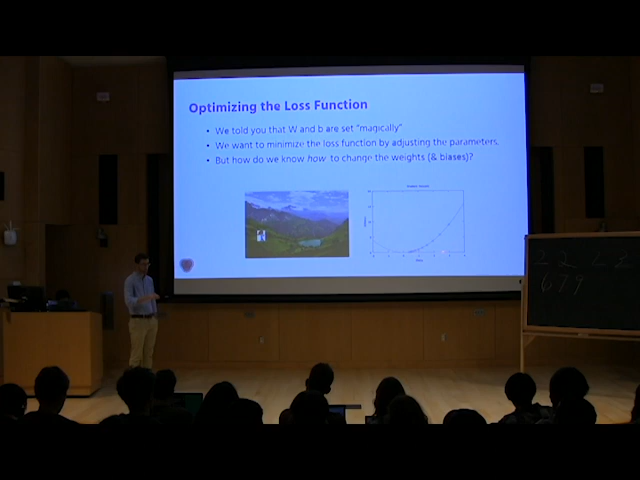 Optimizing the Loss Function
• We told you that W and b are set "magically"
• We want to minimize the loss function by adjusting the parameters.
• But how do we know how to change the weights (& biases)?